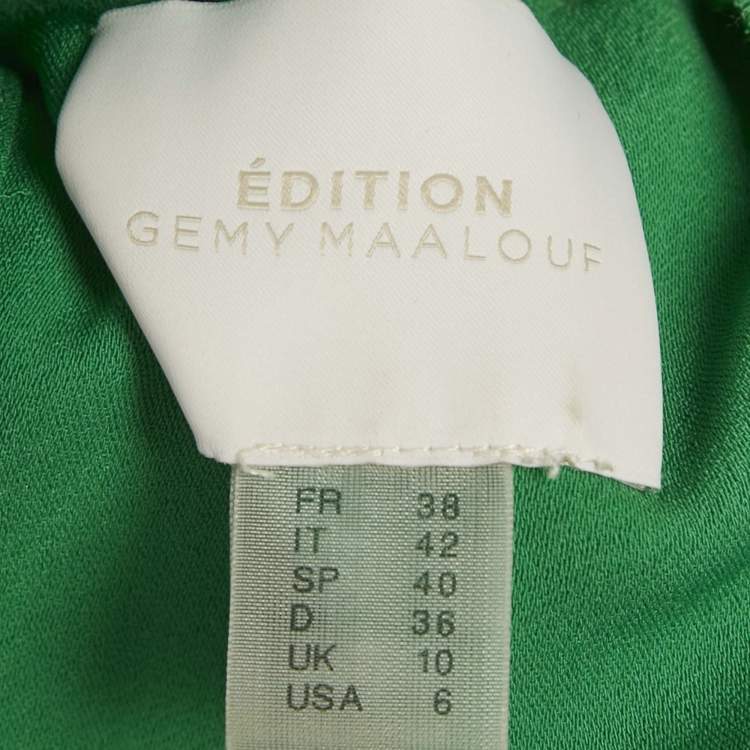 ÉDITION
GEMY MAALOUF
FR 38
IT 42
SP 40
D 36
UK 10
USA 6